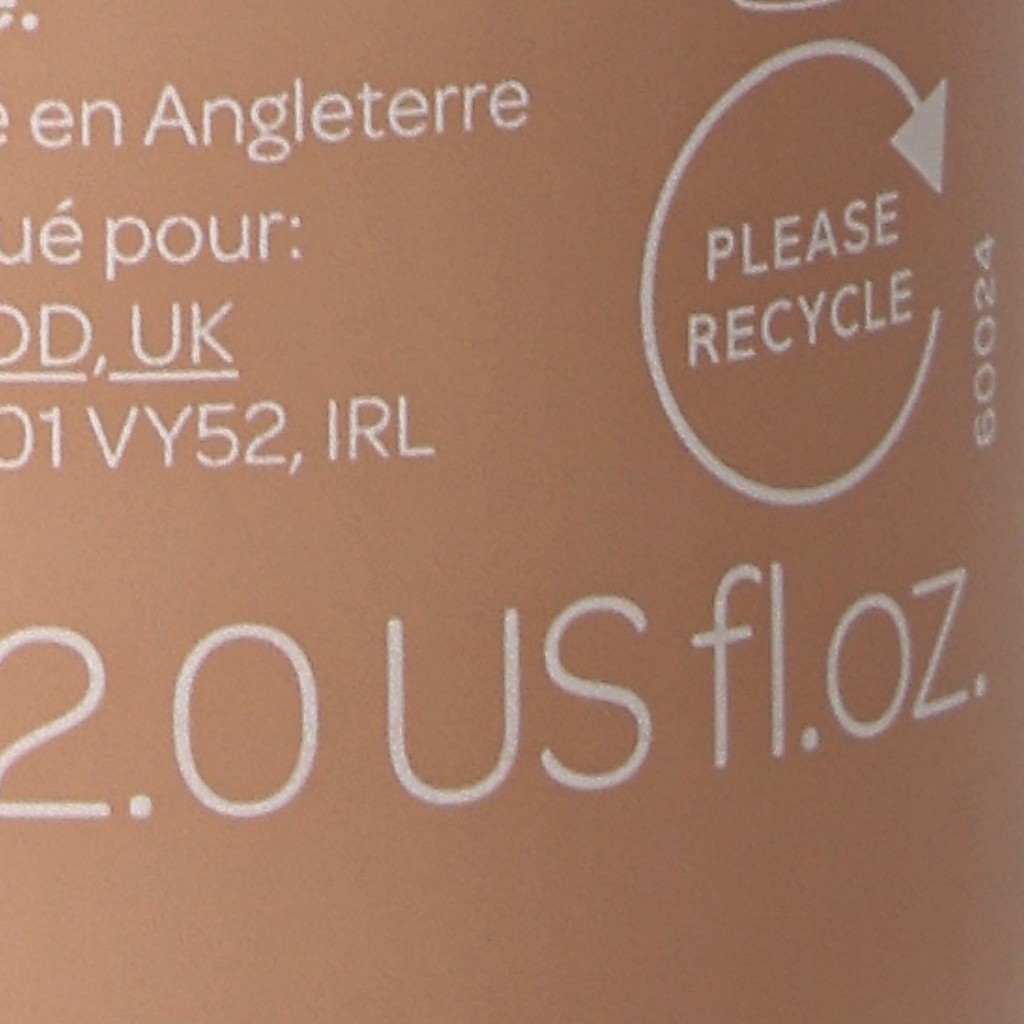 e.
e en Angleterre
ué pour:
DD, UK
01 VY52, IRL
PLEASE
RECYCLE
60024
2.0 US fl.oz.